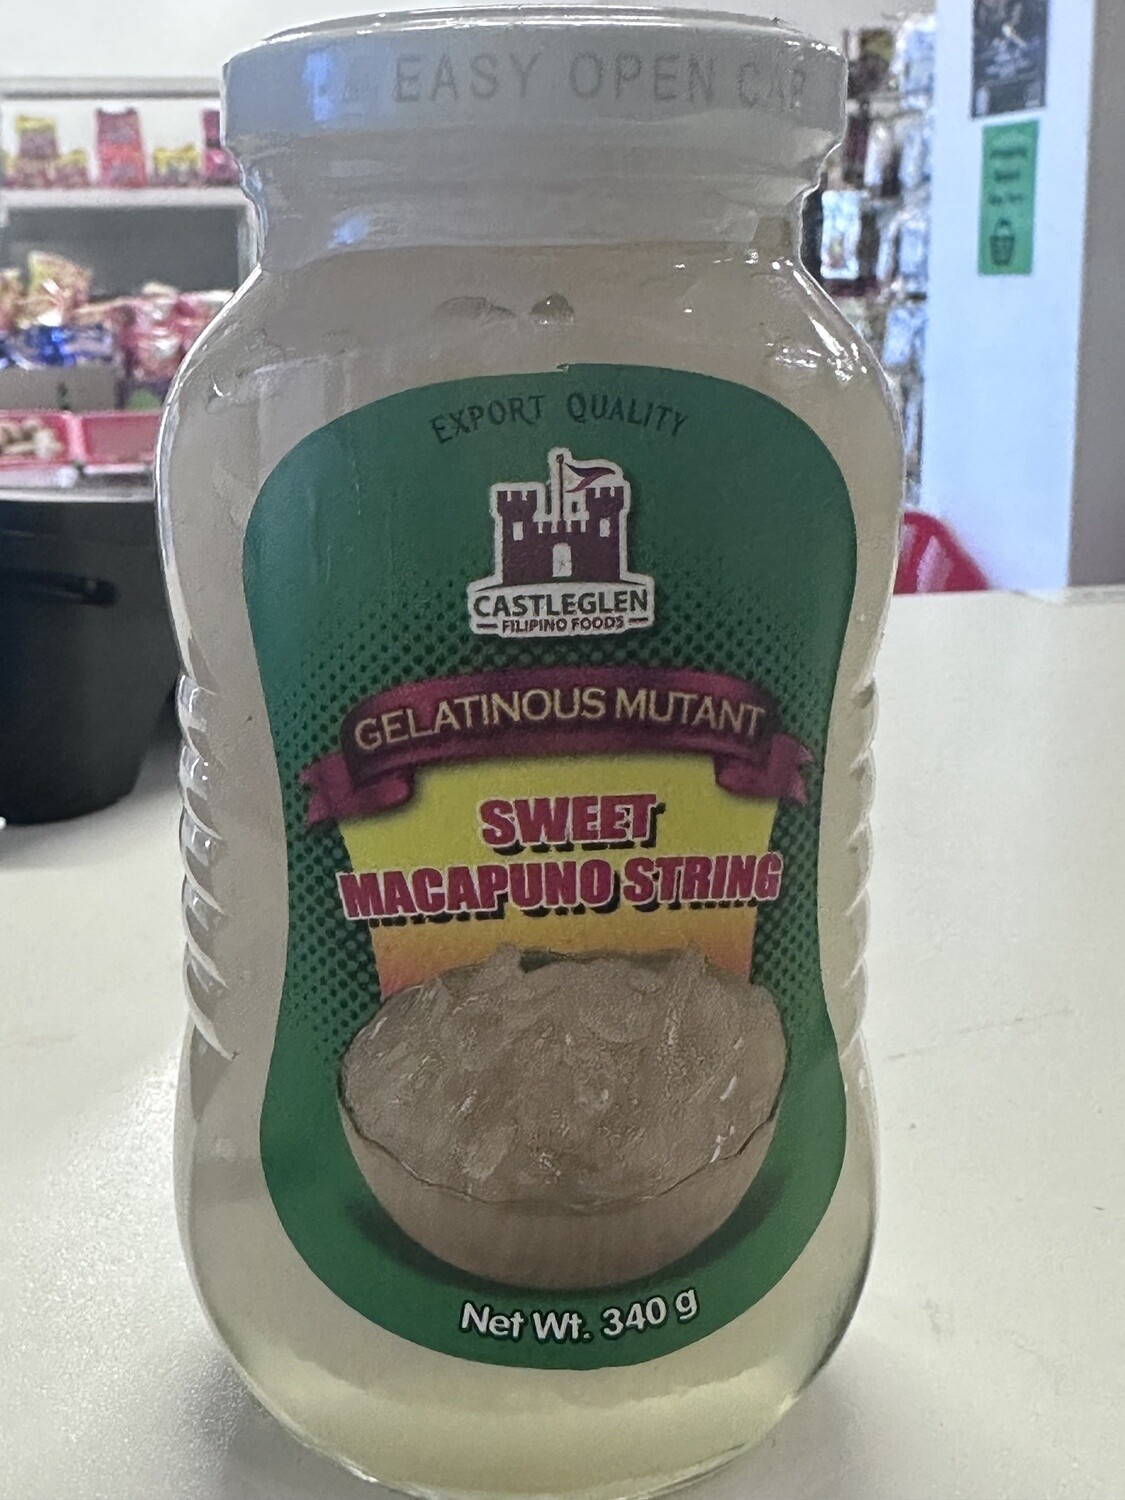 EASY OPEN CAP
EXPORT QUALITY
CASTLEGLEN
FILIPINO FOODS
GELATINOUS MUTANT
SWEET
MACAPUNO STRING
Net Wt. 340 g